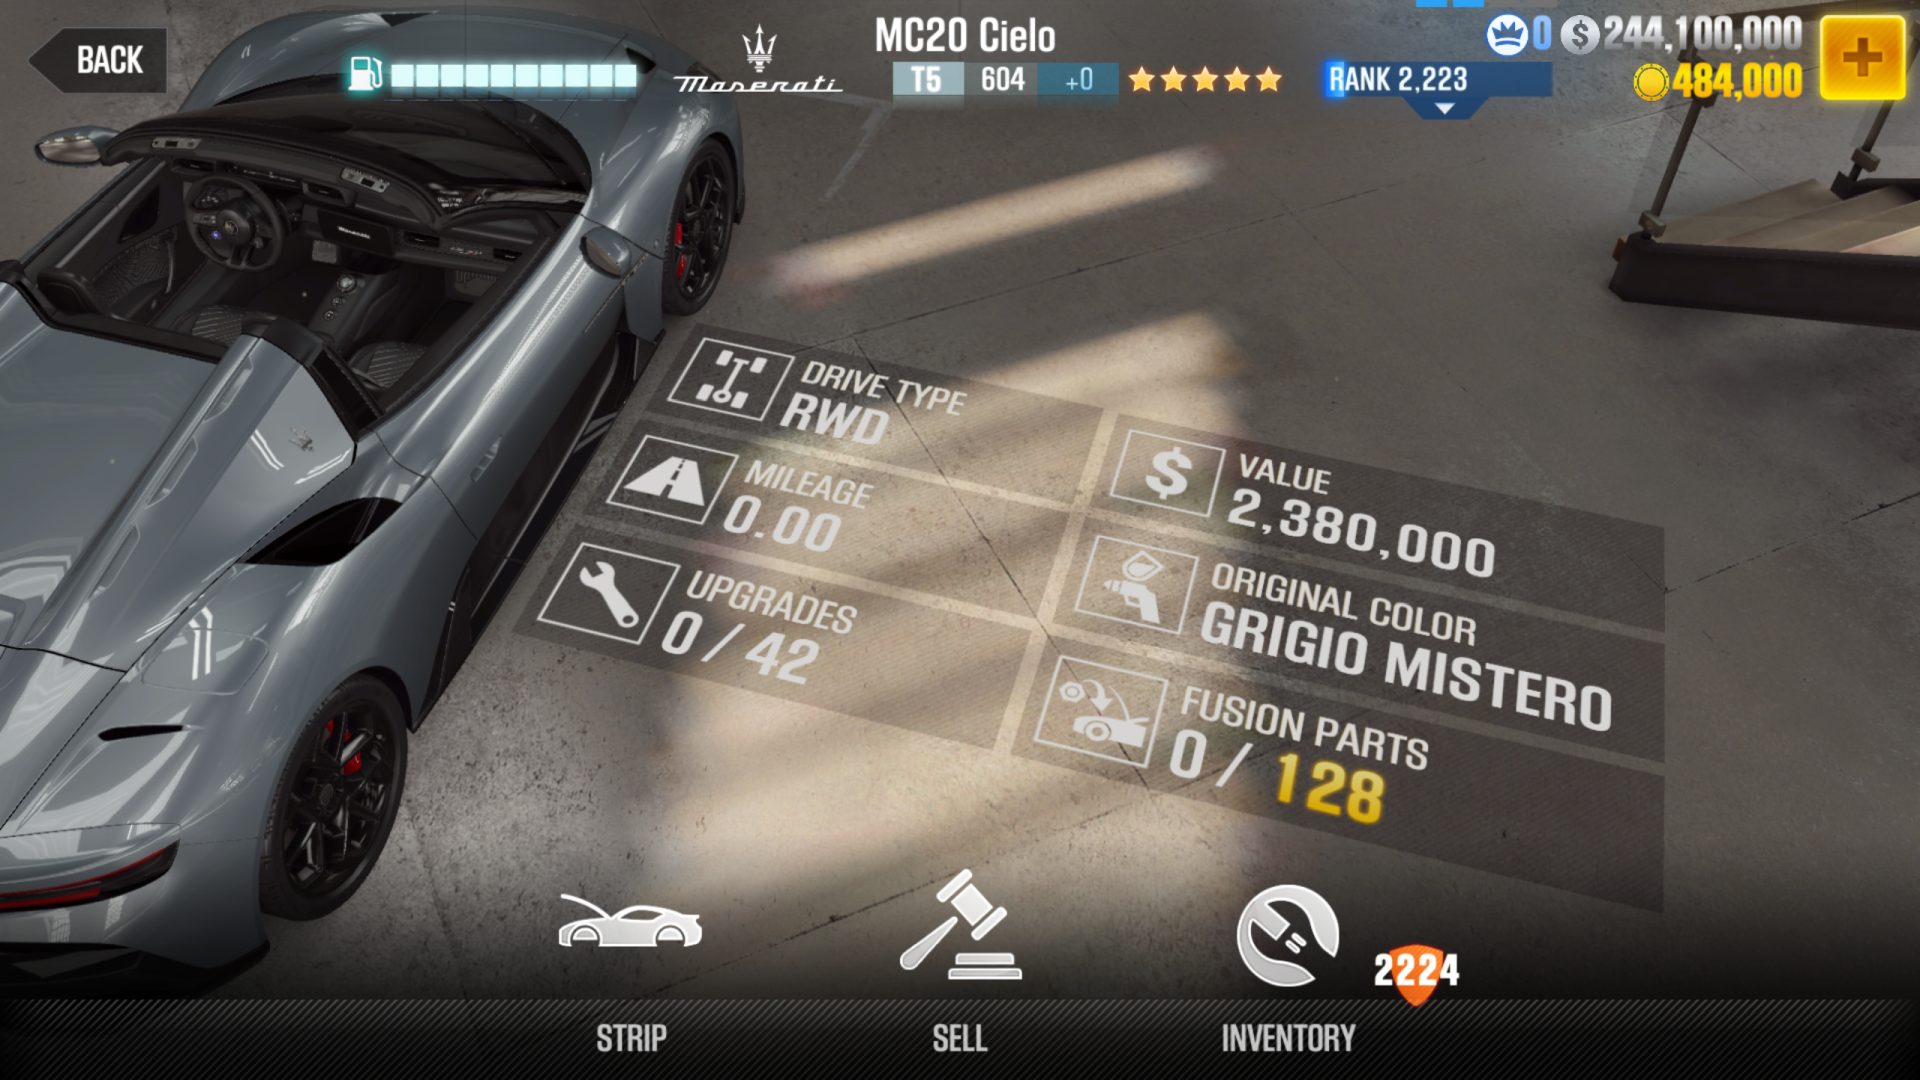 BACK
Maserati
MC20 Cielo
T5 604 +0
RANK 2,223
0 $ 244,100,000
484,000
DRIVE TYPE
RWD
MILEAGE
0.00
UPGRADES
0 / 42
$ VALUE
2,380,000
ORIGINAL COLOR
GRIGIO MISTERO
FUSION PARTS
0 / 128
2224
STRIP
SELL
INVENTORY